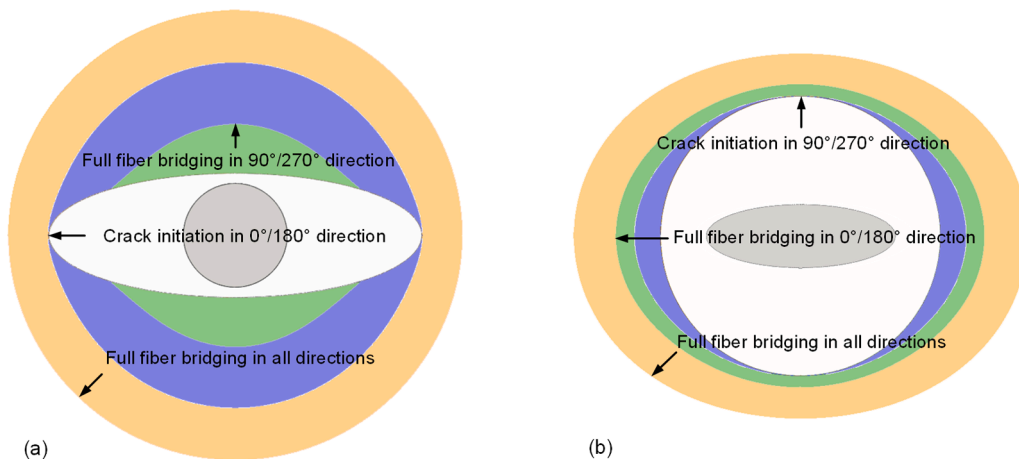 Full fiber bridging in 90°/270° direction
Crack initiation in 0°/180° direction
Full fiber bridging in all directions
(a)
Crack initiation in 90°/270° direction
Full fiber bridging in 0°/180° direction
Full fiber bridging in all directions
(b)